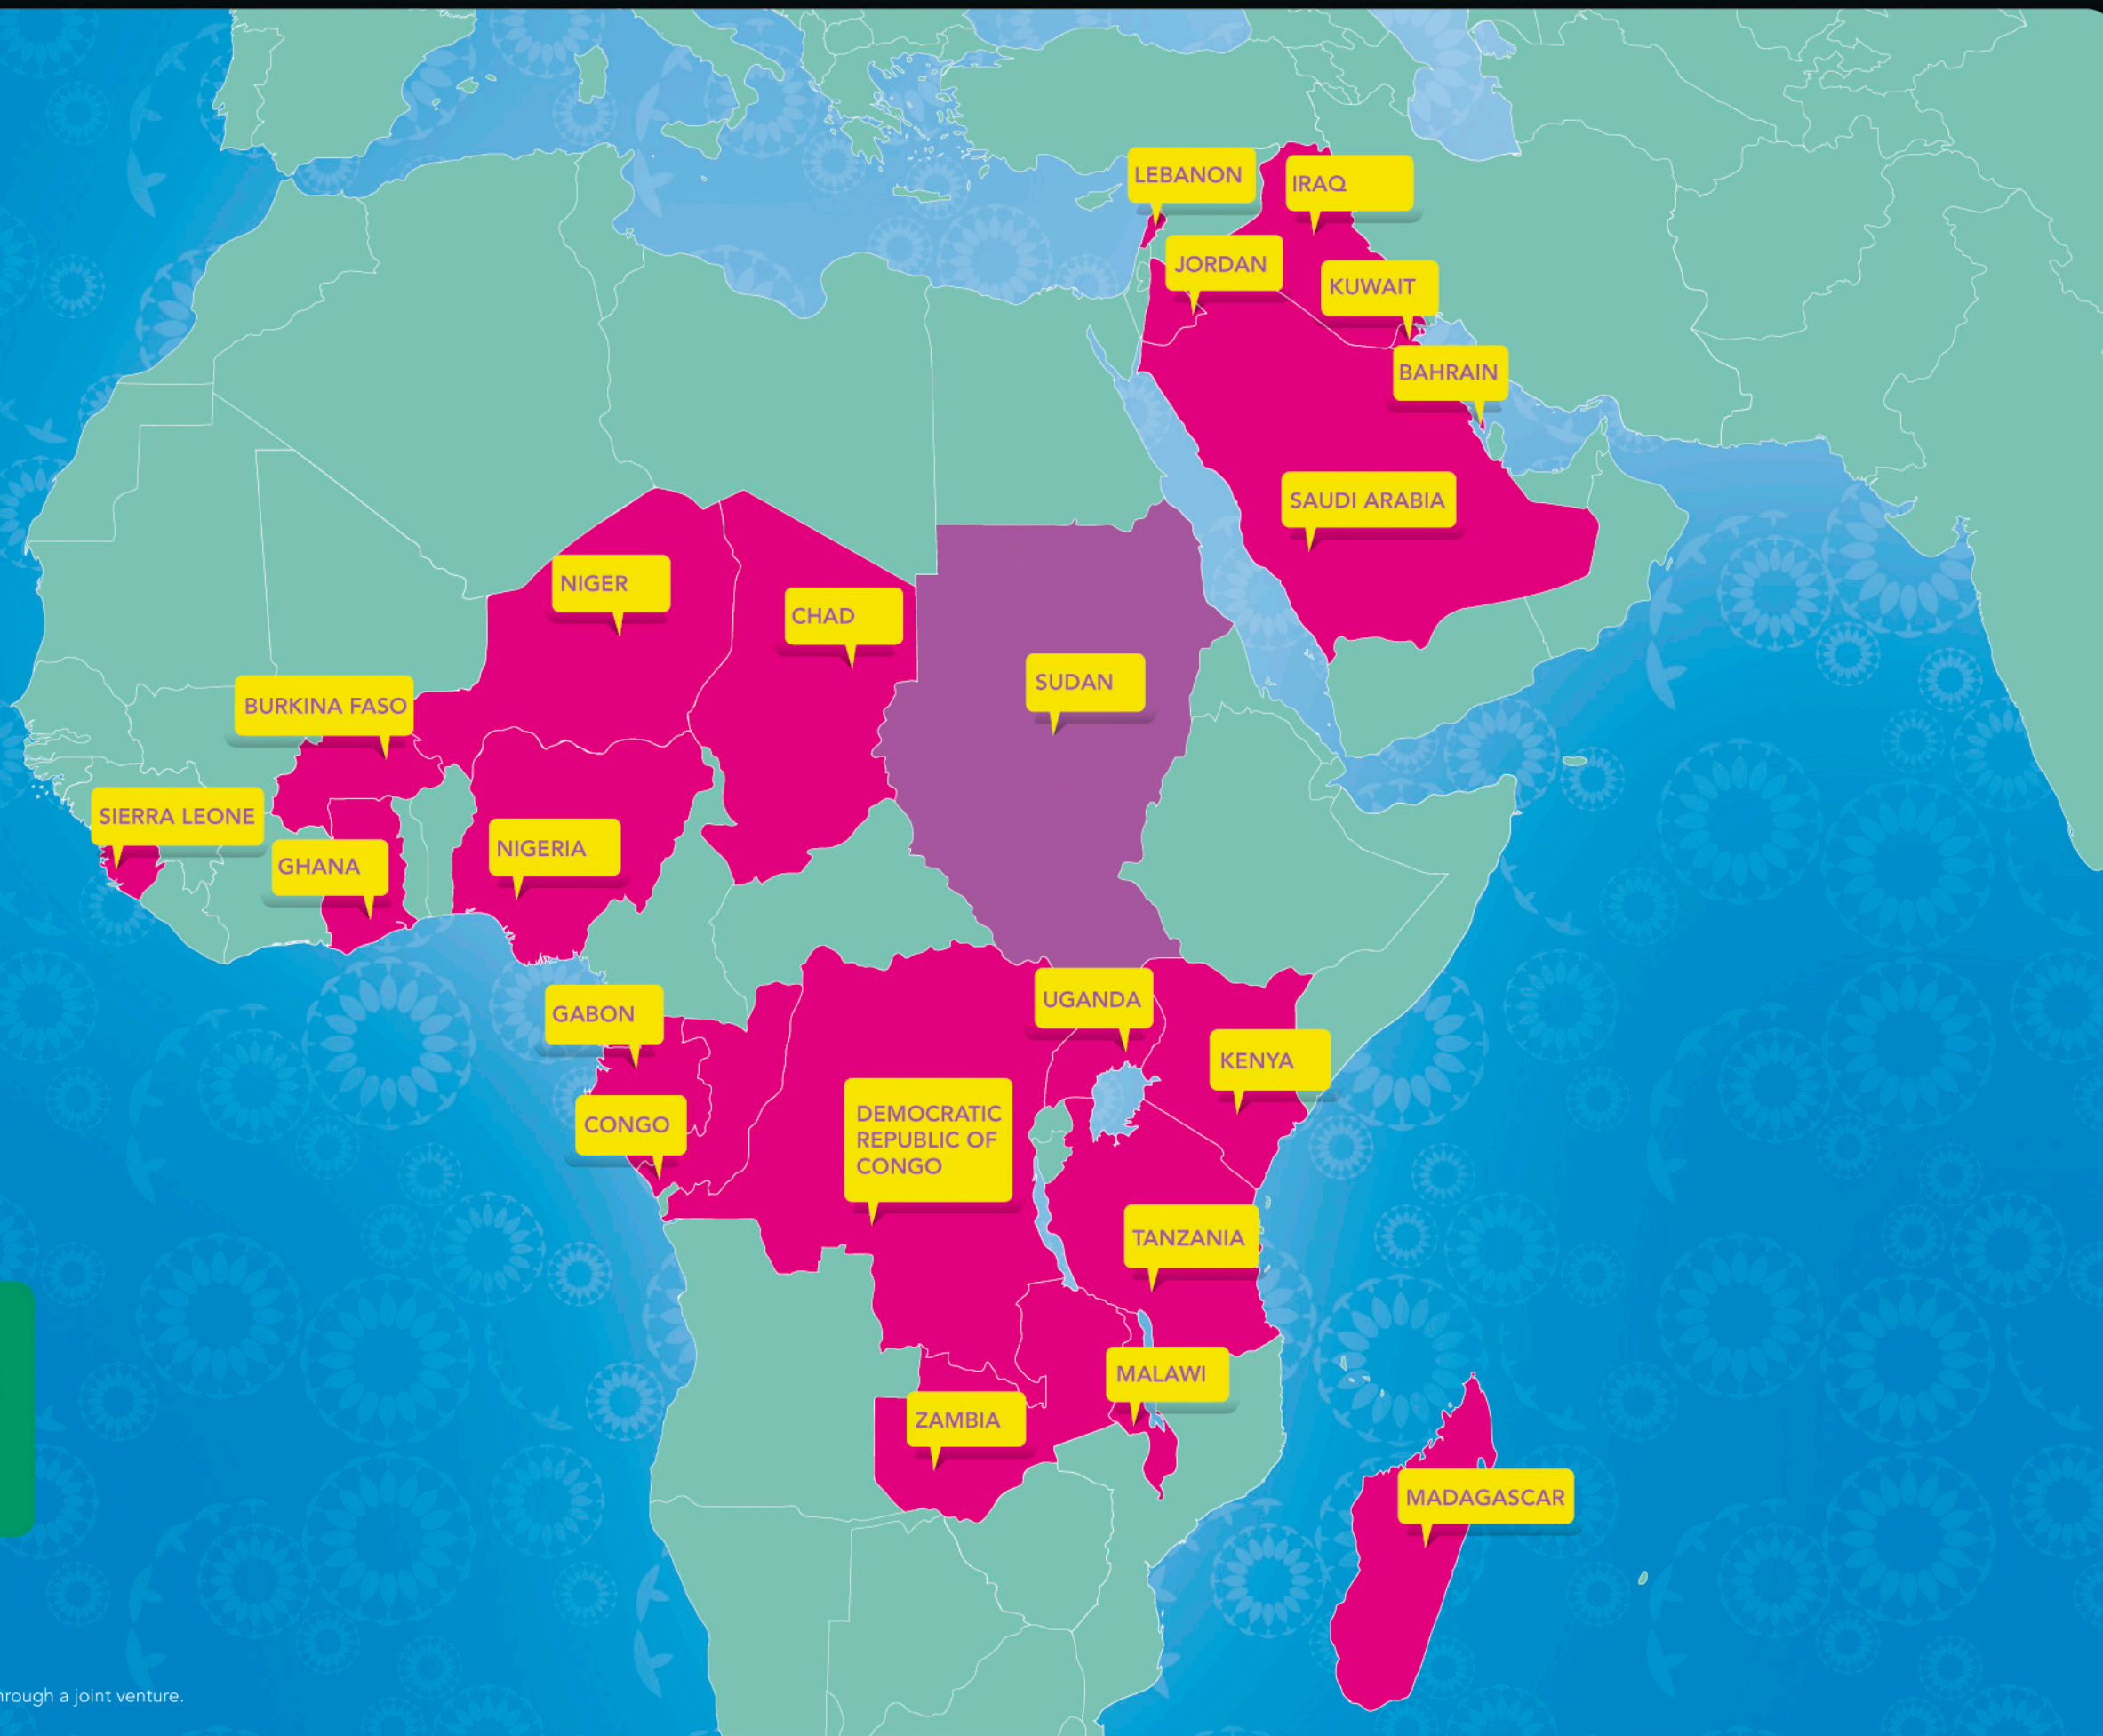 LEBANON
IRAQ
JORDAN
KUWAIT
BAHRAIN
SAUDI ARABIA
NIGER
CHAD
SUDAN
BURKINA FASO
SIERRA LEONE
NIGERIA
GHANA
UGANDA
GABON
KENYA
CONGO
DEMOCRATIC
REPUBLIC OF
CONGO
TANZANIA
MALAWI
ZAMBIA
MADAGASCAR
through a joint venture.